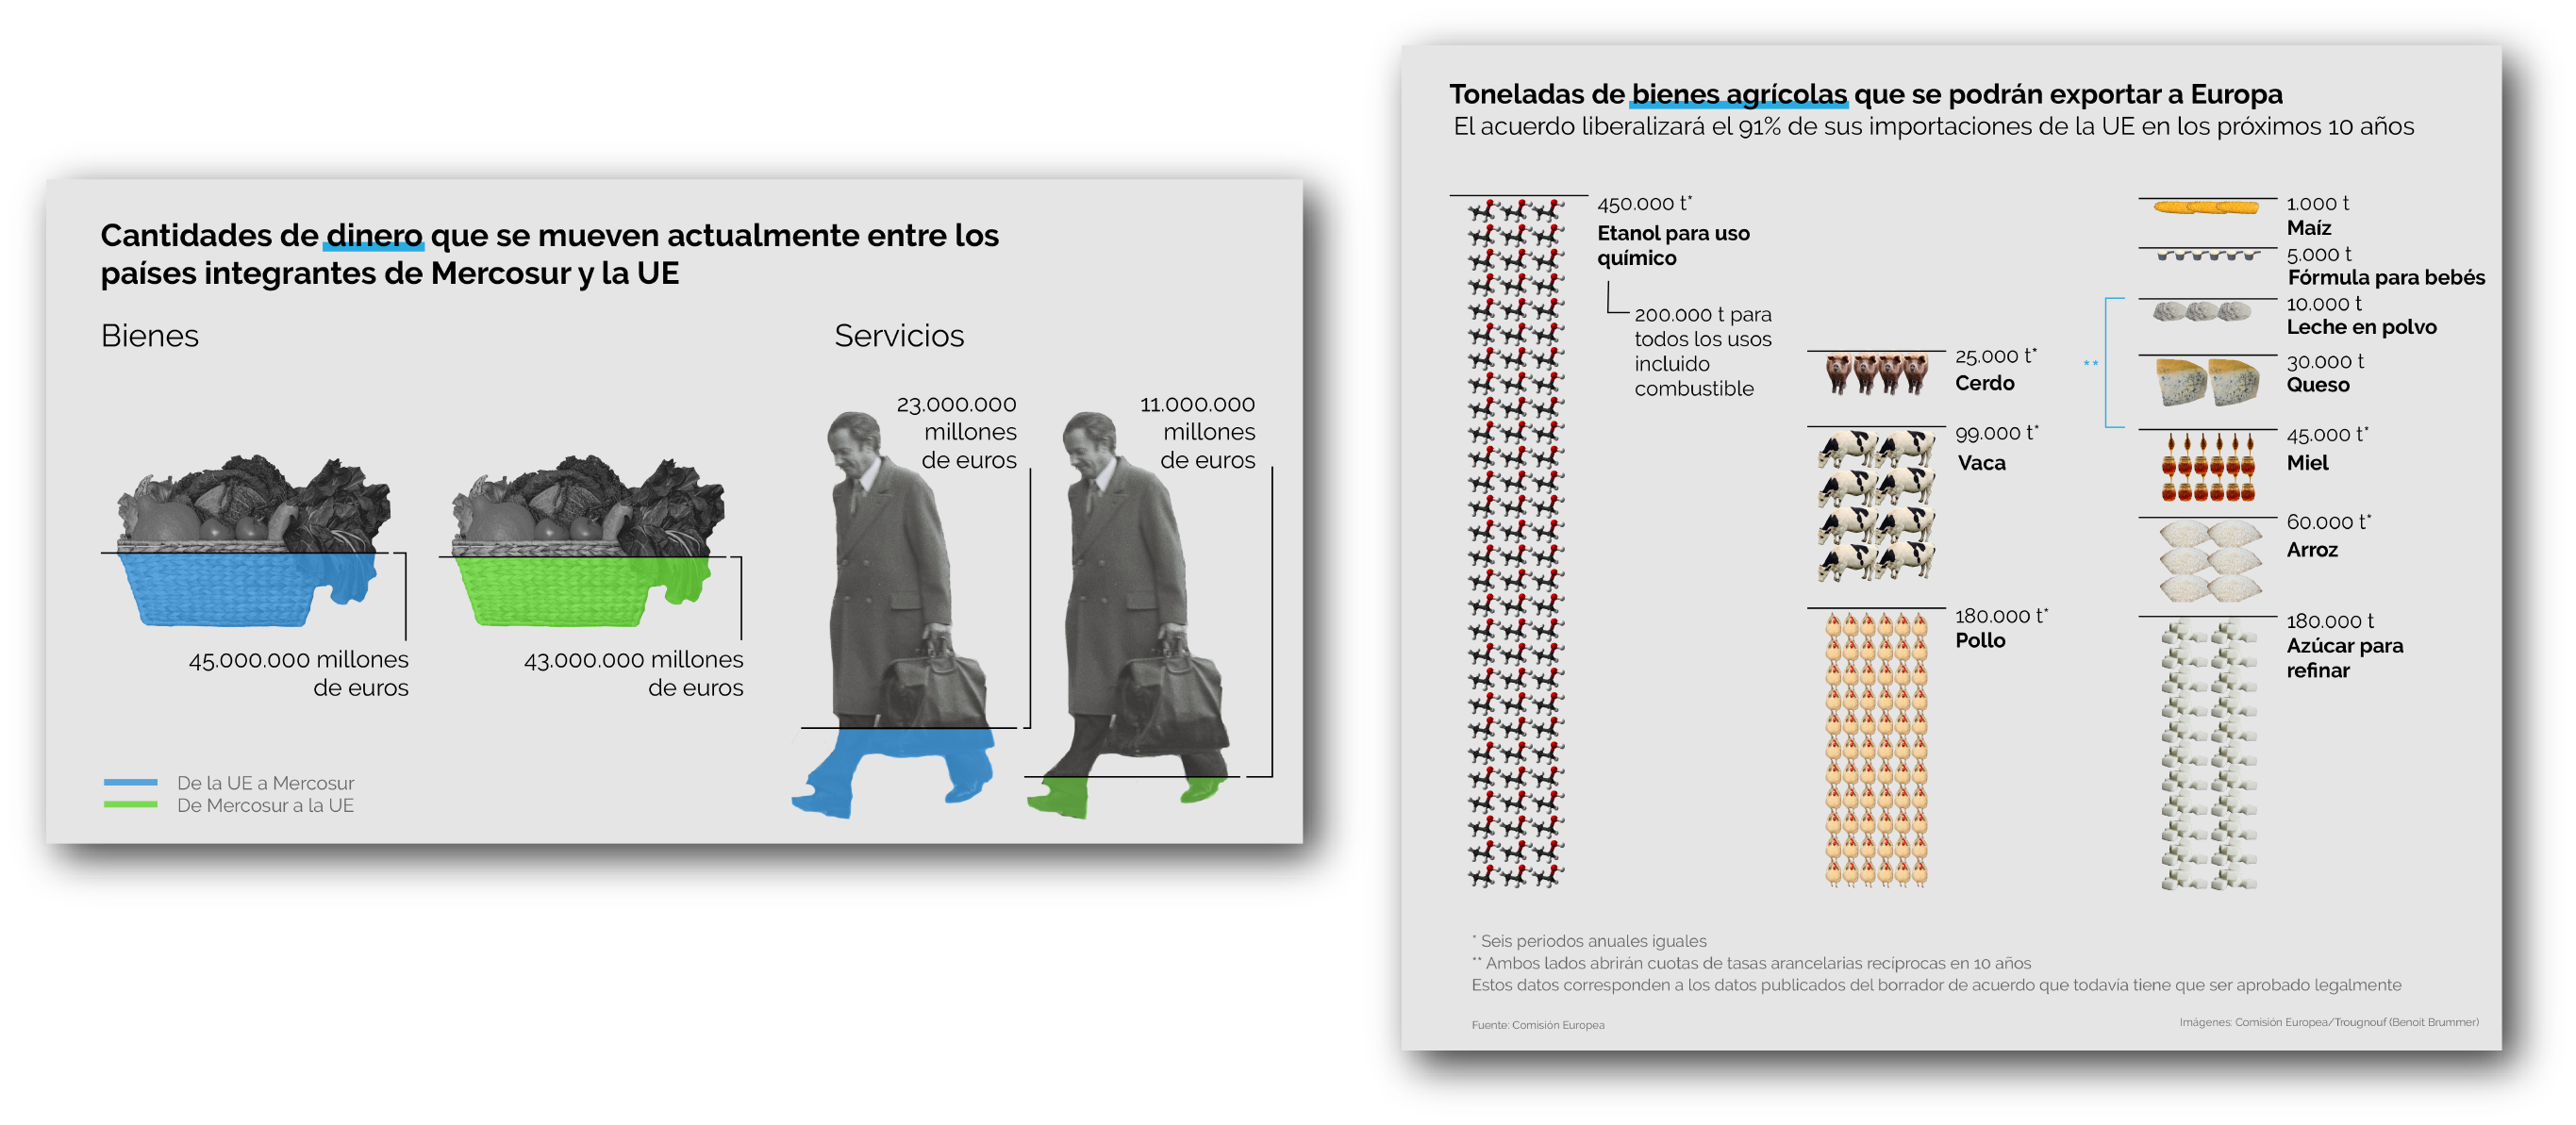 Cantidades de dinero que se mueven actualmente entre los
países integrantes de Mercosur y la UE
Bienes
Servicios
45.000.000 millones
de euros
43.000.000 millones
de euros
23.000.000
millones
de euros
11.000.000
millones
de euros
De la UE a Mercosur
De Mercosur a la UE
Toneladas de bienes agrícolas que se podrán exportar a Europa
El acuerdo liberalizará el 91% de sus importaciones de la UE en los próximos 10 años
450.000 t*
Etanol para uso
químico
200.000 t para
todos los usos
incluido
combustible
25.000 t*
Cerdo
99.000 t*
Vaca
180.000 t*
Pollo
1.000 t
Maíz
5.000 t
Fórmula para bebés
10.000 t
Leche en polvo
**
30.000 t
Queso
45.000 t*
Miel
60.000 t*
Arroz
180.000 t
Azúcar para
refinar
* Seis periodos anuales iguales
** Ambos lados abrirán cuotas de tasas arancelarias recíprocas en 10 años
Estos datos corresponden a los datos publicados del borrador de acuerdo que todavía tiene que ser aprobado legalmente
Fuente: Comisión Europea
Imágenes: Comisión Europea/Trougnouf (Benoit Brummer)